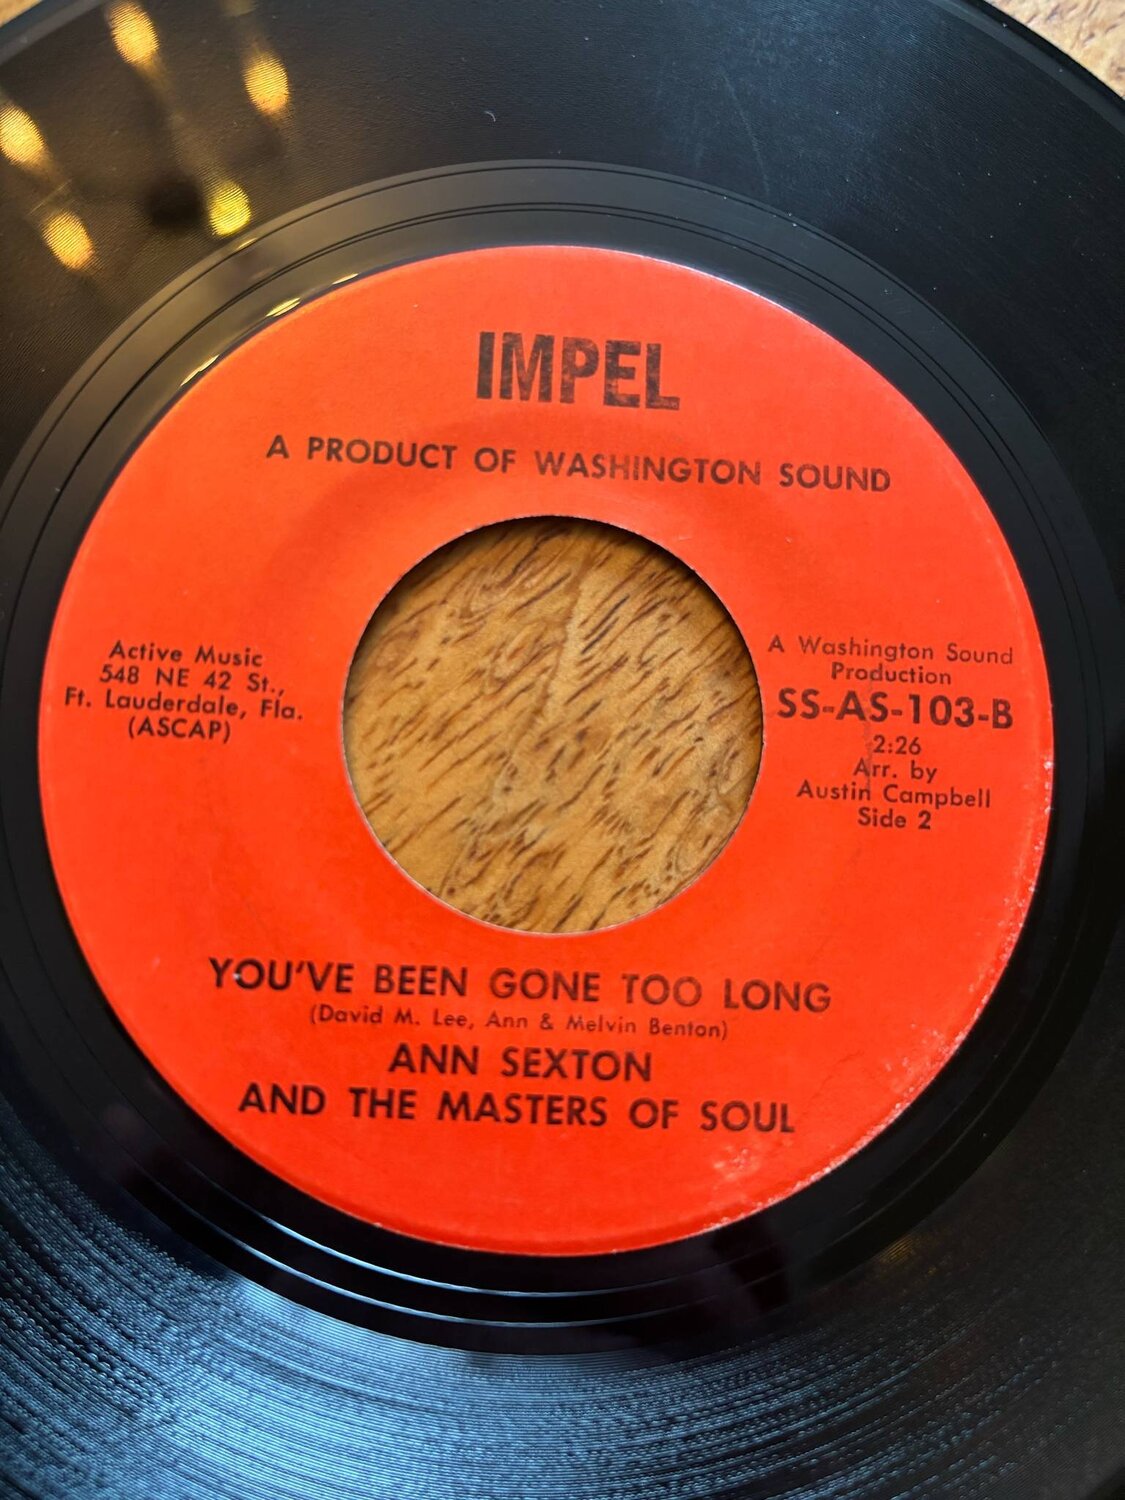 IMPEL
A PRODUCT OF WASHINGTON SOUND
Active Music
548 NE 42 St.,
Ft. Lauderdale, Fla.
(ASCAP)
A Washington Sound
Production
SS-AS-103-B
2:26
Arr. by
Austin Campbell
Side 2
YOU'VE BEEN GONE TOO LONG
(David M. Lee, Ann & Melvin Benton)
ANN SEXTON
AND THE MASTERS OF SOUL